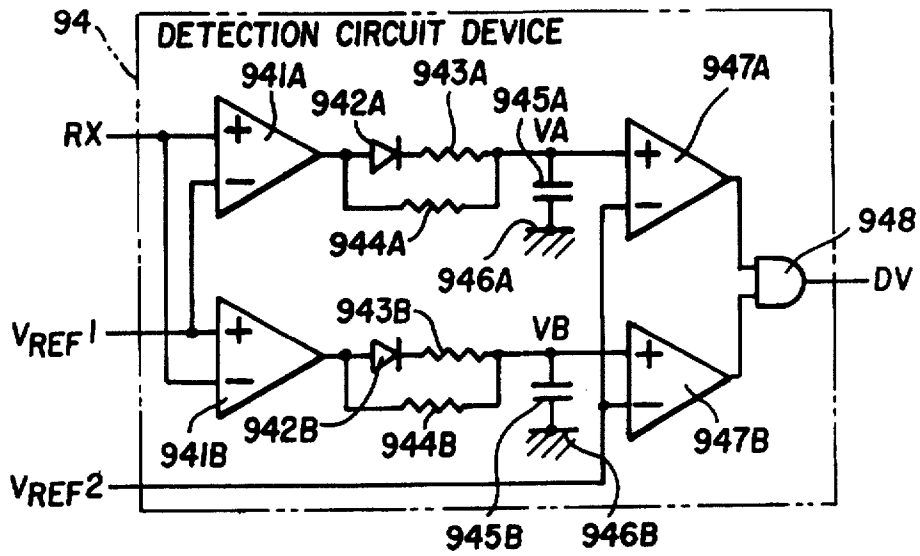 94
DETECTION CIRCUIT DEVICE
941A
942A
943A
945A
VA
947A
RX
+
−
944A
946A
+
−
948
DV
VREF1
+
−
943B
VB
+
−
941B
942B
944B
947B
VREF2
945B
946B